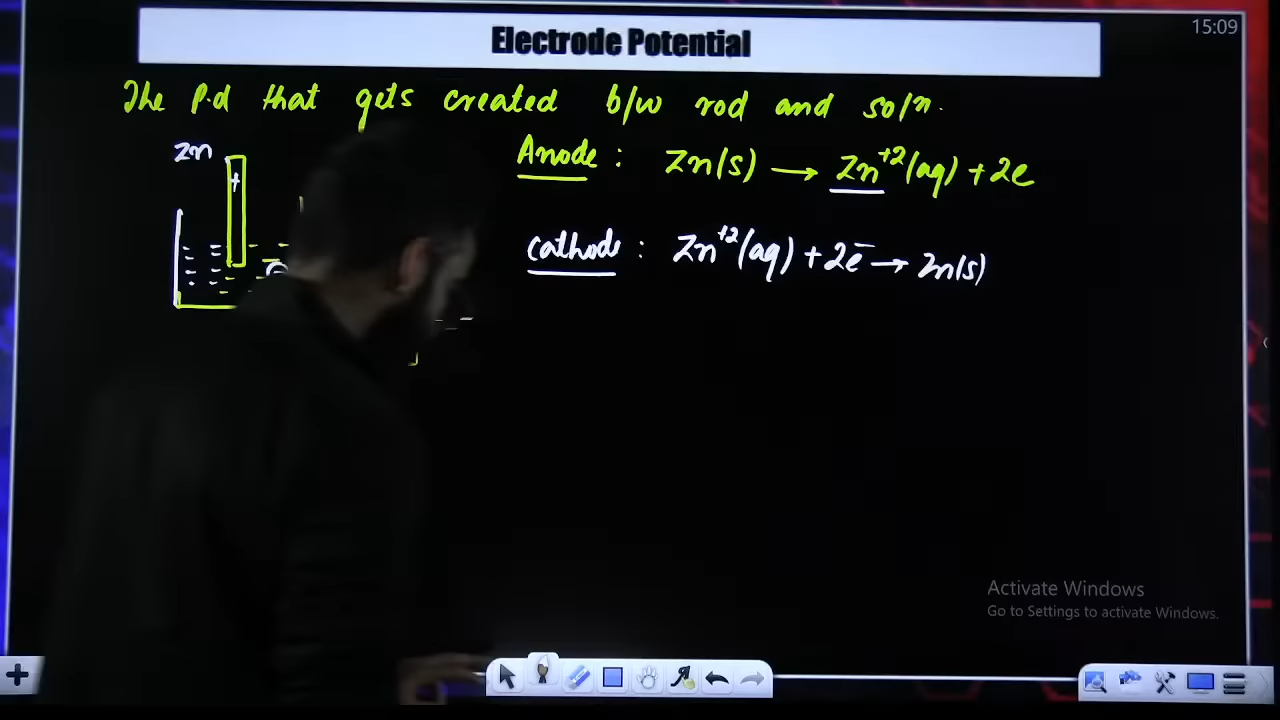 15:09
Electrode Potential
The P.d that gets created b/w rod and sol^n.
Zn
+
Anode : Zn(s) → Zn^+2(aq) + 2e
Cathode : Zn^+2(aq) + 2e^- → Zn(s)
Activate Windows
Go to Settings to activate Windows.